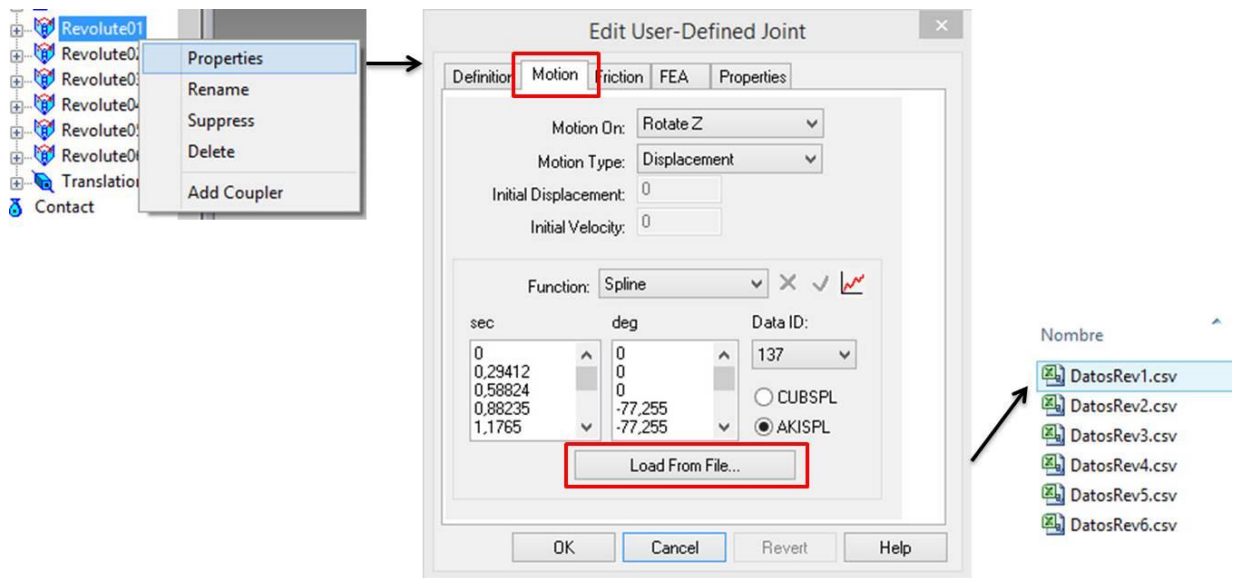 Revolute01
Revolute02
Revolute03
Revolute04
Revolute05
Revolute06
Translation
Contact
Properties
Rename
Suppress
Delete
Add Coupler
Edit User-Defined Joint
Definition Motion Friction FEA Properties
Motion On: Rotate Z
Motion Type: Displacement
Initial Displacement: 0
Initial Velocity: 0
Function: Spline
sec deg Data ID:
0 0 137
0,29412 0
0,58824 0
0,88235 -77,255
1,1765 -77,255
CUBSPL
AKISPL
Load From File...
OK Cancel Revert Help
Nombre
DatosRev1.csv
DatosRev2.csv
DatosRev3.csv
DatosRev4.csv
DatosRev5.csv
DatosRev6.csv